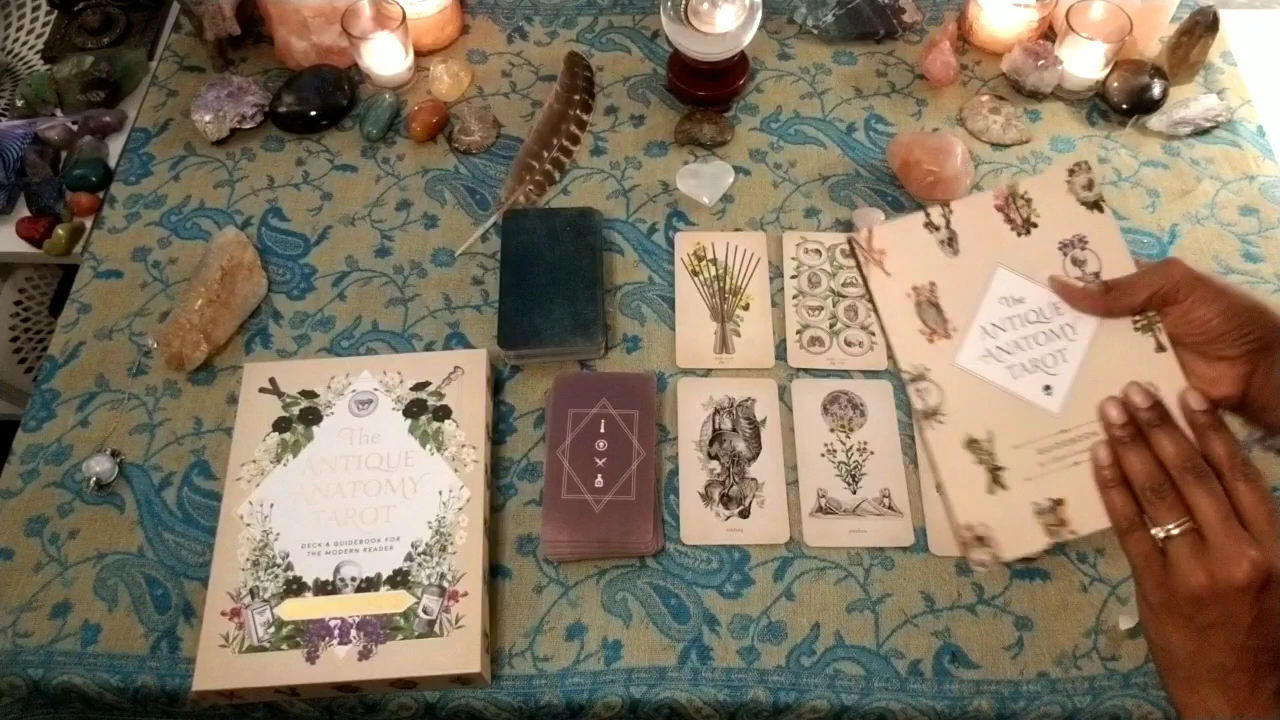 The
ANTIQUE
ANATOMY
TAROT
DECK & GUIDEBOOK FOR
THE MODERN READER
The
ANTIQUE
ANATOMY
TAROT